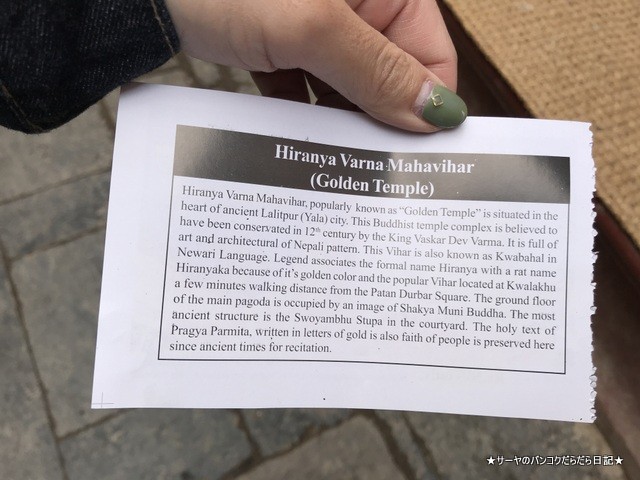 Hiranya Varna Mahavihar
(Golden Temple)
Hiranya Varna Mahavihar, popularly known as “Golden Temple” is situated in the
heart of ancient Lalitpur (Yala) city. This Buddhist temple complex is believed to
have been conservated in 12th century by the King Vaskar Dev Varma. It is full of
art and architectural of Nepali pattern. This Vihar is also known as Kwabahal in
Newari Language. Legend associates the formal name Hiranya with a rat name
Hiranyaka because of it's golden color and the popular Vihar located at Kwalakhu
a few minutes walking distance from the Patan Durbar Square. The ground floor
of the main pagoda is occupied by an image of Shakya Muni Buddha. The most
ancient structure is the Swoyambhu Stupa in the courtyard. The holy text of
Pragya Parmita, written in letters of gold is also faith of people is preserved here
since ancient times for recitation.
★サーヤのバンコクだらだら日記★